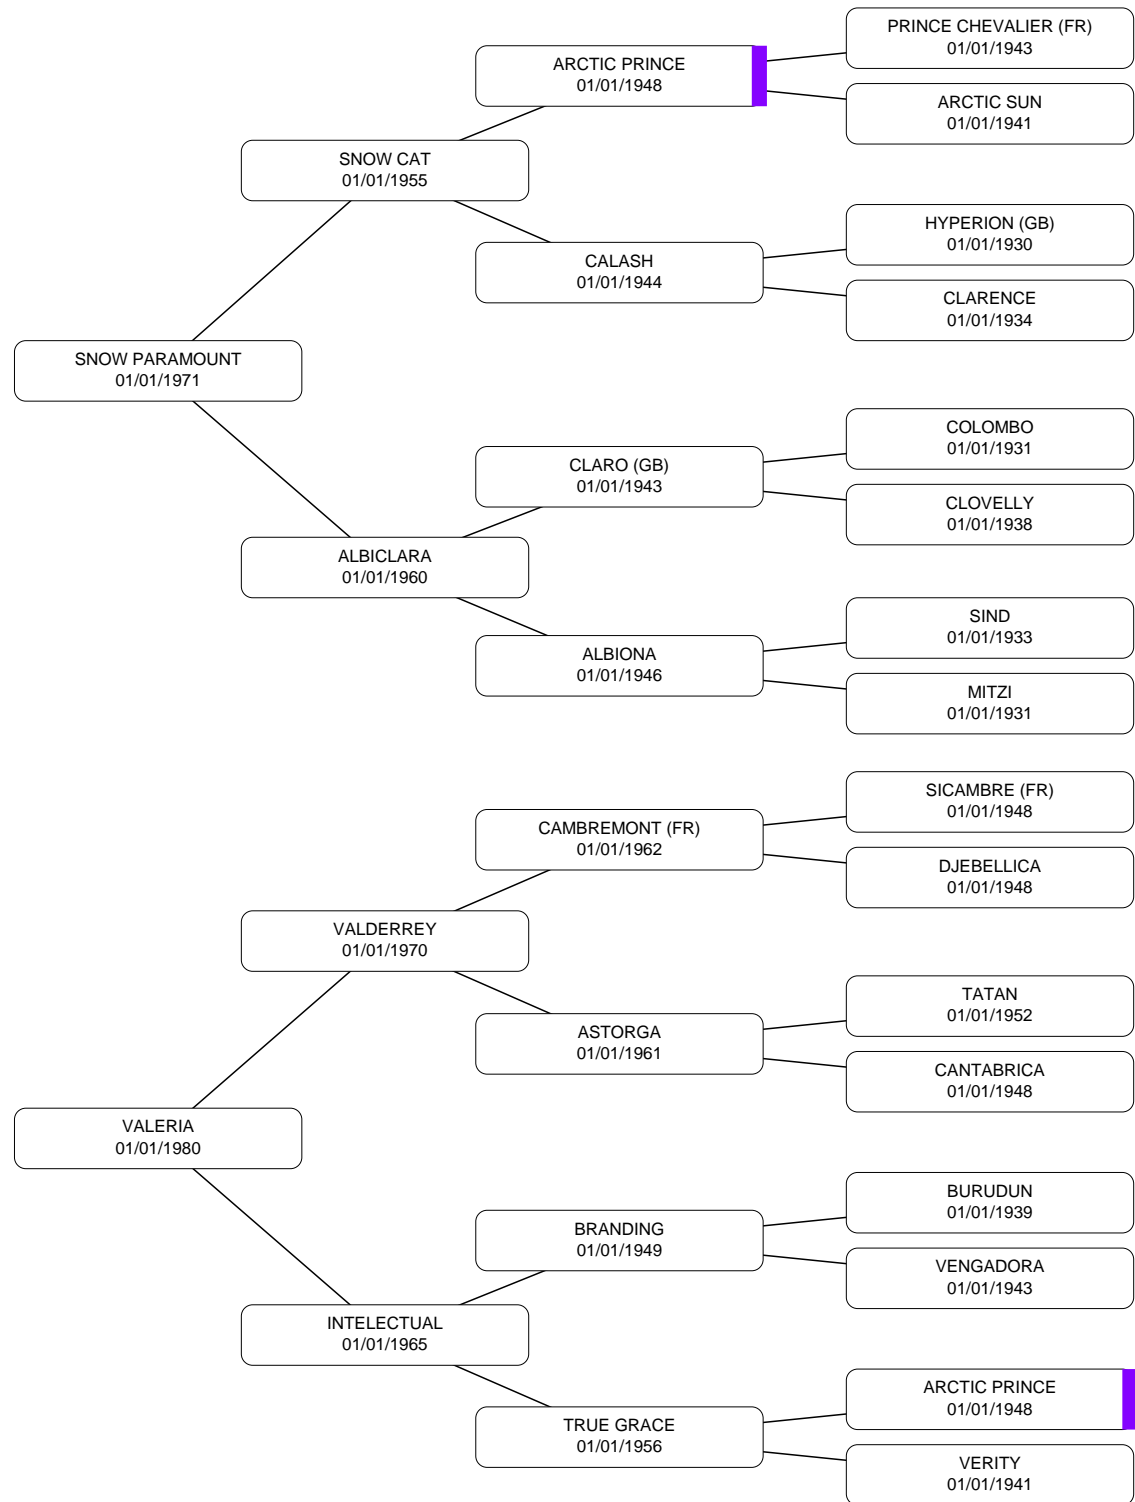 PRINCE CHEVALIER (FR)
01/01/1943
ARCTIC PRINCE
01/01/1948
ARCTIC SUN
01/01/1941
SNOW CAT
01/01/1955
HYPERION (GB)
01/01/1930
CALASH
01/01/1944
CLARENCE
01/01/1934
SNOW PARAMOUNT
01/01/1971
COLOMBO
01/01/1931
CLARO (GB)
01/01/1943
CLOVELLY
01/01/1938
ALBICLARA
01/01/1960
SIND
01/01/1933
ALBIONA
01/01/1946
MITZI
01/01/1931
SICAMBRE (FR)
01/01/1948
CAMBREMONT (FR)
01/01/1962
DJEBELLICA
01/01/1948
VALDERREY
01/01/1970
TATAN
01/01/1952
ASTORGA
01/01/1961
CANTABRICA
01/01/1948
VALERIA
01/01/1980
BURUDUN
01/01/1939
BRANDING
01/01/1949
VENGADORA
01/01/1943
INTELECTUAL
01/01/1965
ARCTIC PRINCE
01/01/1948
TRUE GRACE
01/01/1956
VERITY
01/01/1941